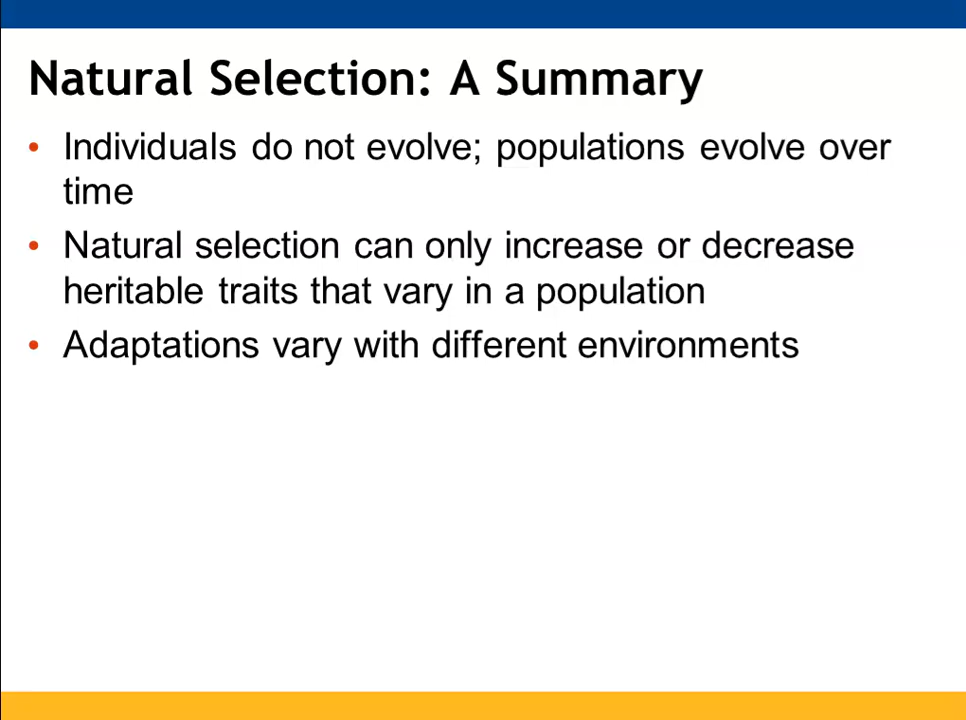 Natural Selection: A Summary
• Individuals do not evolve; populations evolve over
time
• Natural selection can only increase or decrease
heritable traits that vary in a population
• Adaptations vary with different environments